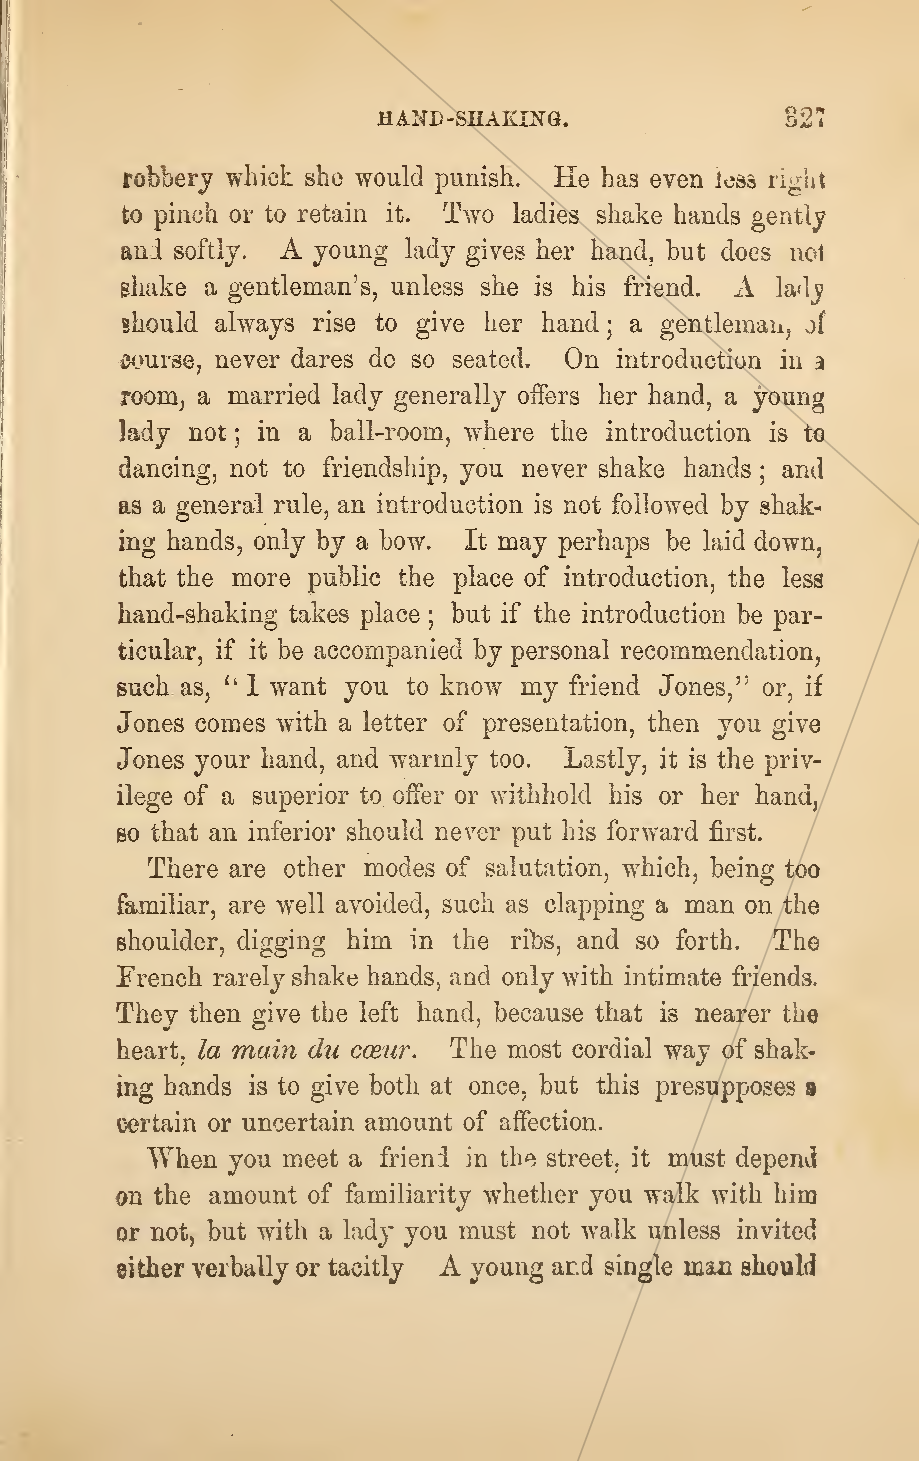 HAND-SHAKING. 327
robbery which she would punish. He has even less right
to pinch or to retain it. Two ladies shake hands gently
and softly. A young lady gives her hand, but does not
shake a gentleman's, unless she is his friend. A lady
should always rise to give her hand; a gentleman, of
course, never dares do so seated. On introduction in a
room, a married lady generally offers her hand, a young
lady not; in a ball-room, where the introduction is to
dancing, not to friendship, you never shake hands; and
as a general rule, an introduction is not followed by shak-
ing hands, only by a bow. It may perhaps be laid down,
that the more public the place of introduction, the less
hand-shaking takes place; but if the introduction be par-
ticular, if it be accompanied by personal recommendation,
such as, "I want you to know my friend Jones," or, if
Jones comes with a letter of presentation, then you give
Jones your hand, and warmly too. Lastly, it is the priv-
ilege of a superior to offer or withhold his or her hand,
so that an inferior should never put his forward first.
There are other modes of salutation, which, being too
familiar, are well avoided, such as clapping a man on the
shoulder, digging him in the ribs, and so forth. The
French rarely shake hands, and only with intimate friends.
They then give the left hand, because that is nearer the
heart, la main du cœur. The most cordial way of shak-
ing hands is to give both at once, but this presupposes a
certain or uncertain amount of affection.
When you meet a friend in the street, it must depend
on the amount of familiarity whether you walk with him
or not, but with a lady you must not walk unless invited
either verbally or tacitly A young and single man should